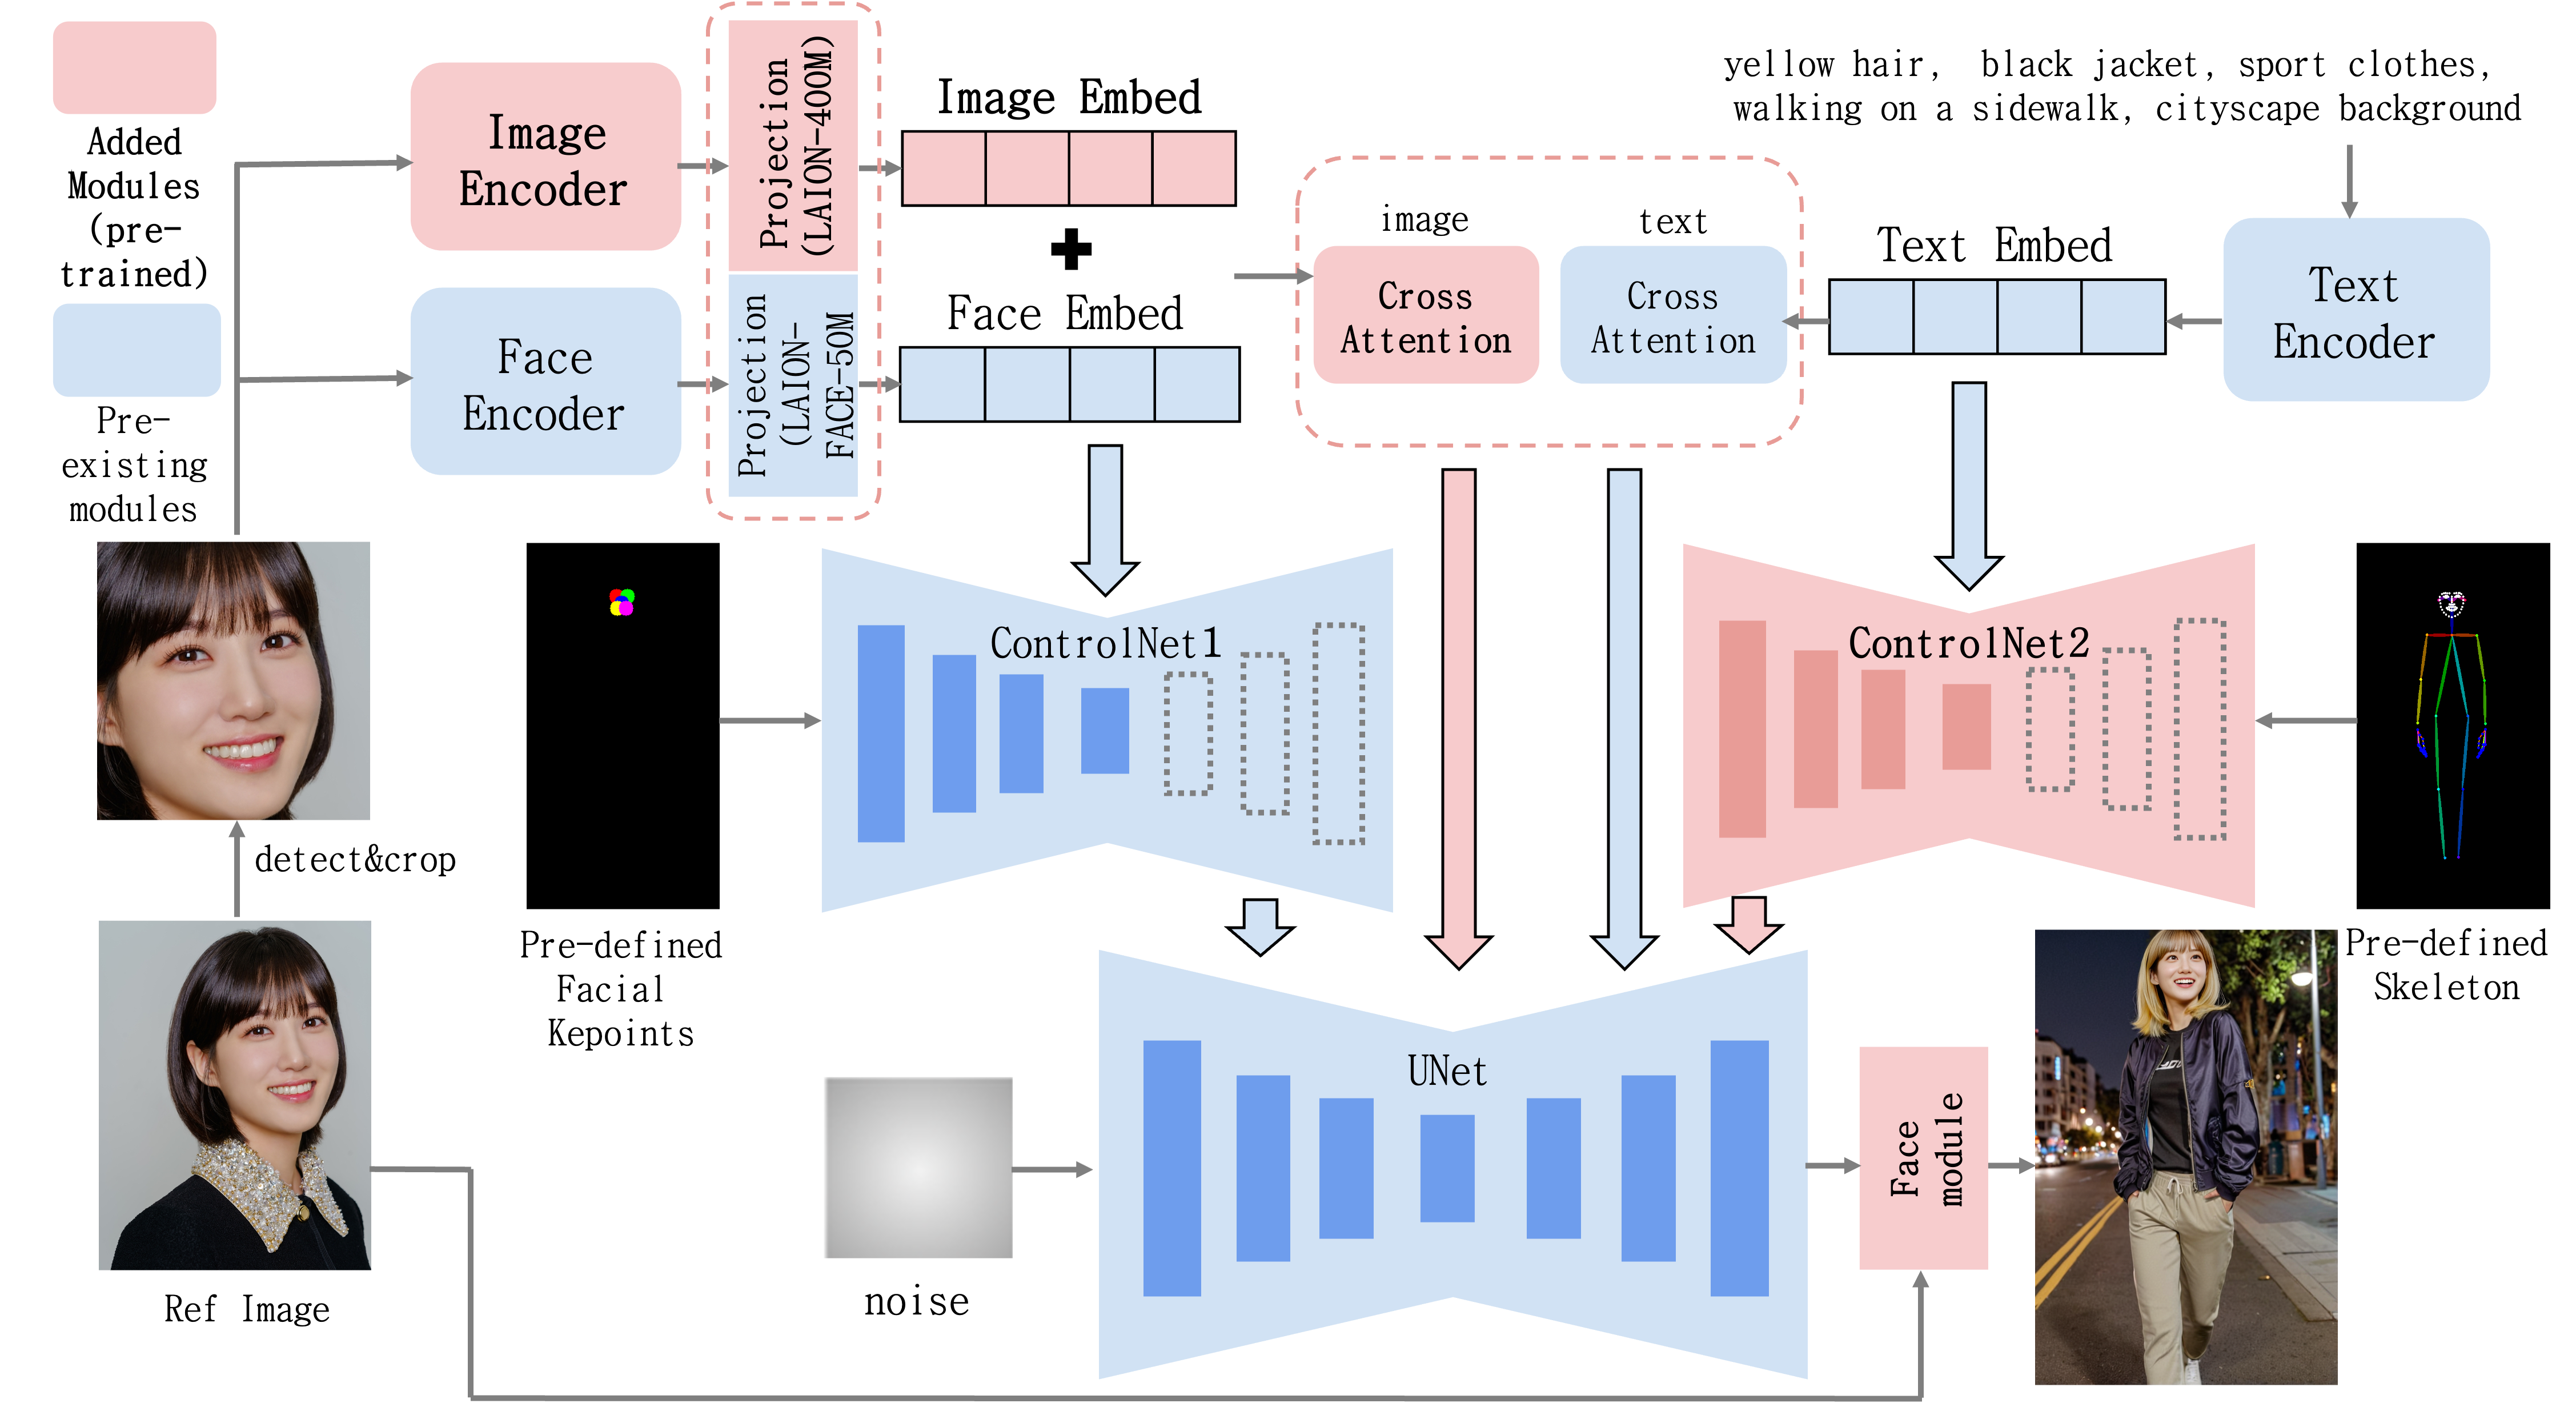 Added
Modules
(pre-
trained)
Pre-
existing
modules
Image
Encoder
Face
Encoder
Projection
(LAION-400M)
Projection
(LAION-
FACE-50M
Image Embed
Face Embed
image
Cross
Attention
text
Cross
Attention
Text Embed
yellow hair, black jacket, sport clothes,
walking on a sidewalk, cityscape background
Text
Encoder
detect&crop
Ref Image
Pre-defined
Facial
Kepoints
ControlNet1
ControlNet2
Pre-defined
Skeleton
noise
UNet
Face
module